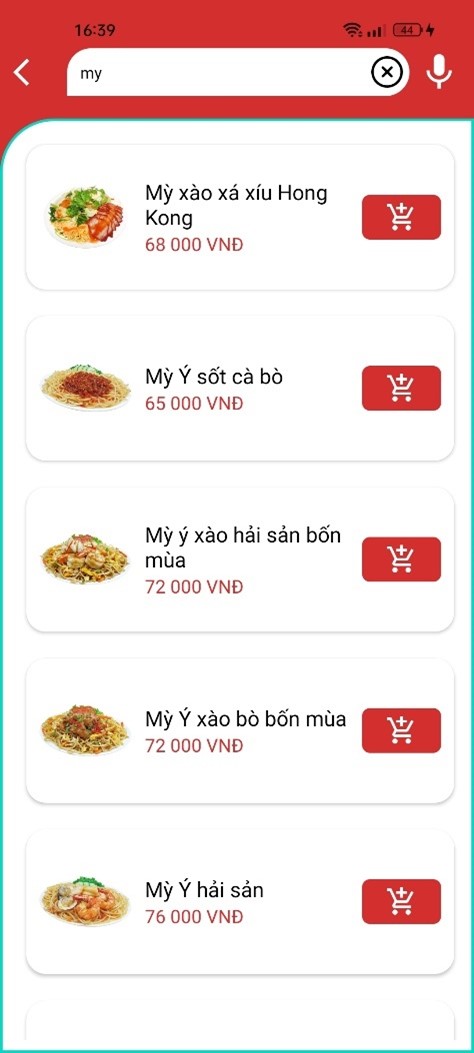 16:39
44
my
Mỳ xào xá xíu Hong
Kong
68 000 VNĐ
Mỳ Ý sốt cà bò
65 000 VNĐ
Mỳ ý xào hải sản bốn
mùa
72 000 VNĐ
Mỳ Ý xào bò bốn mùa
72 000 VNĐ
Mỳ Ý hải sản
76 000 VNĐ